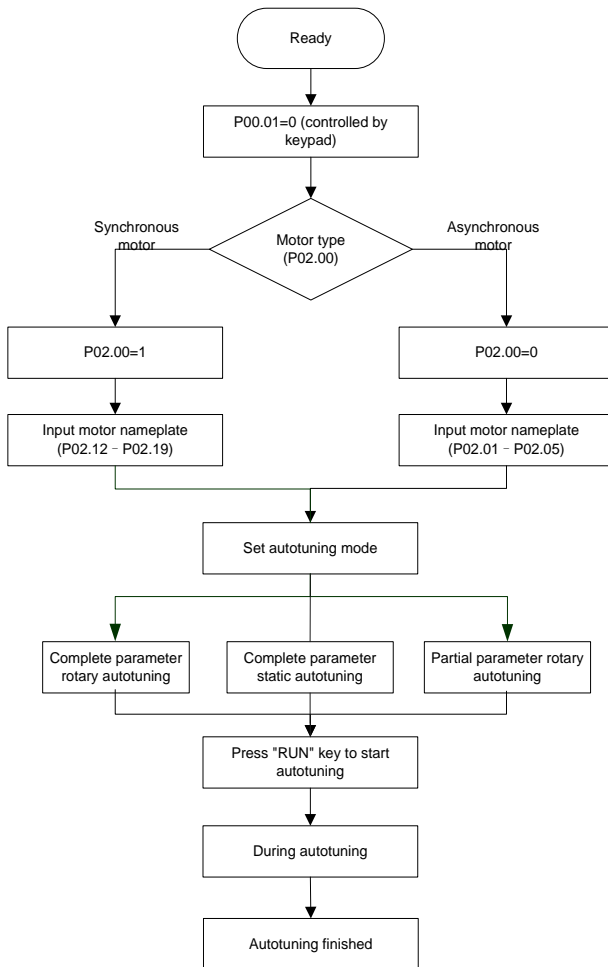 Ready
P00.01=0 (controlled by
keypad)
Synchronous
motor
Motor type
(P02.00)
Asynchronous
motor
P02.00=1
P02.00=0
Input motor nameplate
(P02.12–P02.19)
Input motor nameplate
(P02.01–P02.05)
Set autotuning mode
Complete parameter
rotary autotuning
Complete parameter
static autotuning
Partial parameter rotary
autotuning
Press "RUN" key to start
autotuning
During autotuning
Autotuning finished